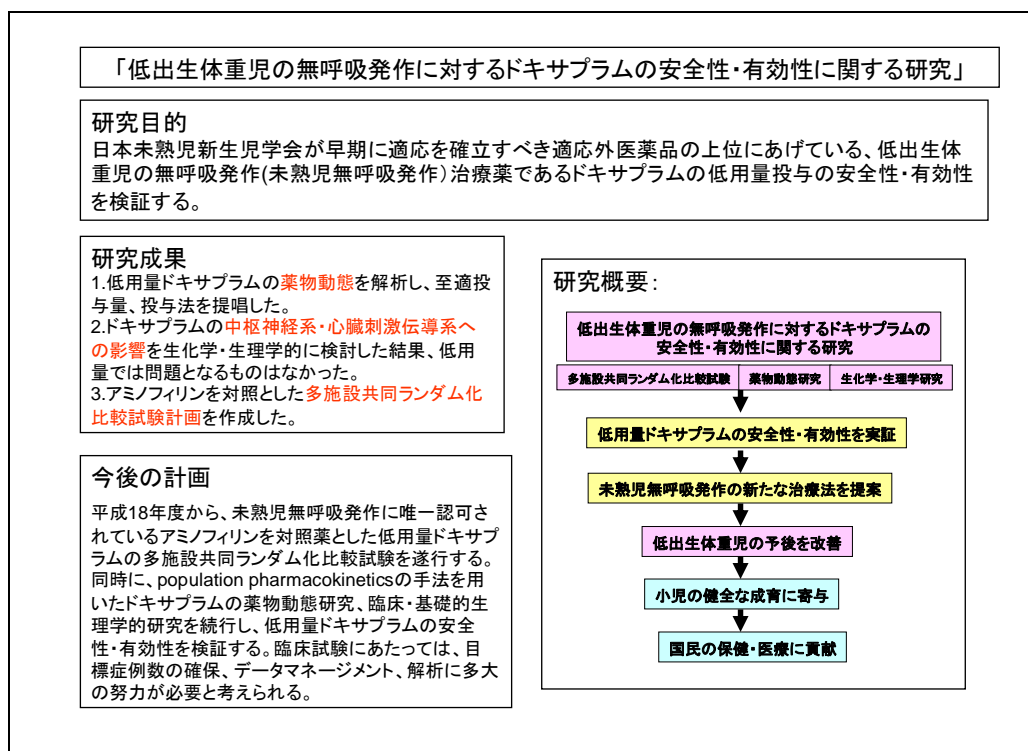 「低出生体重児の無呼吸発作に対するドキサプラムの安全性・有効性に関する研究」
研究目的
日本未熟児新生児学会が早期に適応を確立すべき適応外医薬品の上位にあげている、低出生体
重児の無呼吸発作(未熟児無呼吸発作）治療薬であるドキサプラムの低用量投与の安全性・有効性
を検証する。
研究成果
1.低用量ドキサプラムの薬物動態を解析し、至適投
与量、投与法を提唱した。
2.ドキサプラムの中枢神経系・心臓刺激伝導系へ
の影響を生化学・生理学的に検討した結果、低用
量では問題となるものはなかった。
3.アミノフィリンを対照とした多施設共同ランダム化
比較試験計画を作成した。
今後の計画
平成18年度から、未熟児無呼吸発作に唯一認可さ
れているアミノフィリンを対照薬とした低用量ドキサプ
ラムの多施設共同ランダム化比較試験を遂行する。
同時に、population pharmacokineticsの手法を用
いたドキサプラムの薬物動態研究、臨床・基礎的生
理学的研究を続行し、低用量ドキサプラムの安全
性・有効性を検証する。臨床試験にあたっては、目
標症例数の確保、データマネージメント、解析に多大
の努力が必要と考えられる。
研究概要：
低出生体重児の無呼吸発作に対するドキサプラムの
安全性・有効性に関する研究
多施設共同ランダム化比較試験 薬物動態研究 生化学・生理学研究
低用量ドキサプラムの安全性・有効性を実証
未熟児無呼吸発作の新たな治療法を提案
低出生体重児の予後を改善
小児の健全な成育に寄与
国民の保健・医療に貢献